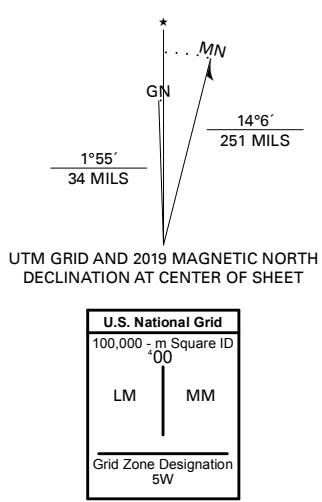 ★
MN
GN
14°6´
251 MILS
1°55´
34 MILS
UTM GRID AND 2019 MAGNETIC NORTH
DECLINATION AT CENTER OF SHEET
U.S. National Grid
100,000 - m Square ID
⁴00
LM MM
Grid Zone Designation
5W